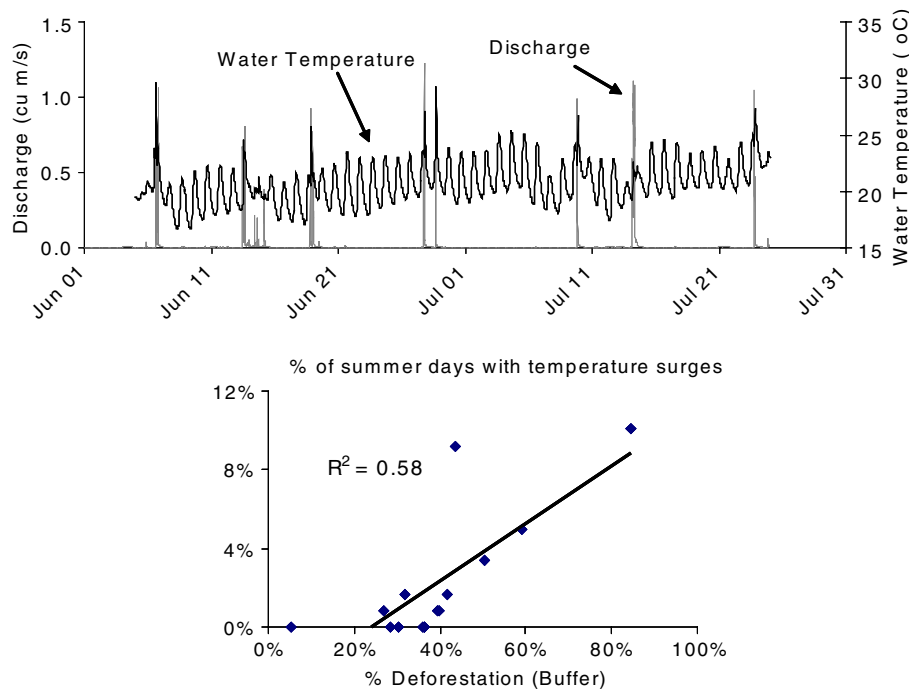 1.5
1.0
0.5
0.0
Discharge (cu m/s)
Water Temperature
Discharge
35
30
25
20
15
Water Temperature ( oC)
Jun 01
Jun 11
Jun 21
Jul 01
Jul 11
Jul 21
Jul 31
% of summer days with temperature surges
12%
8%
4%
0%
R² = 0.58
0%
20%
40%
60%
80%
100%
% Deforestation (Buffer)